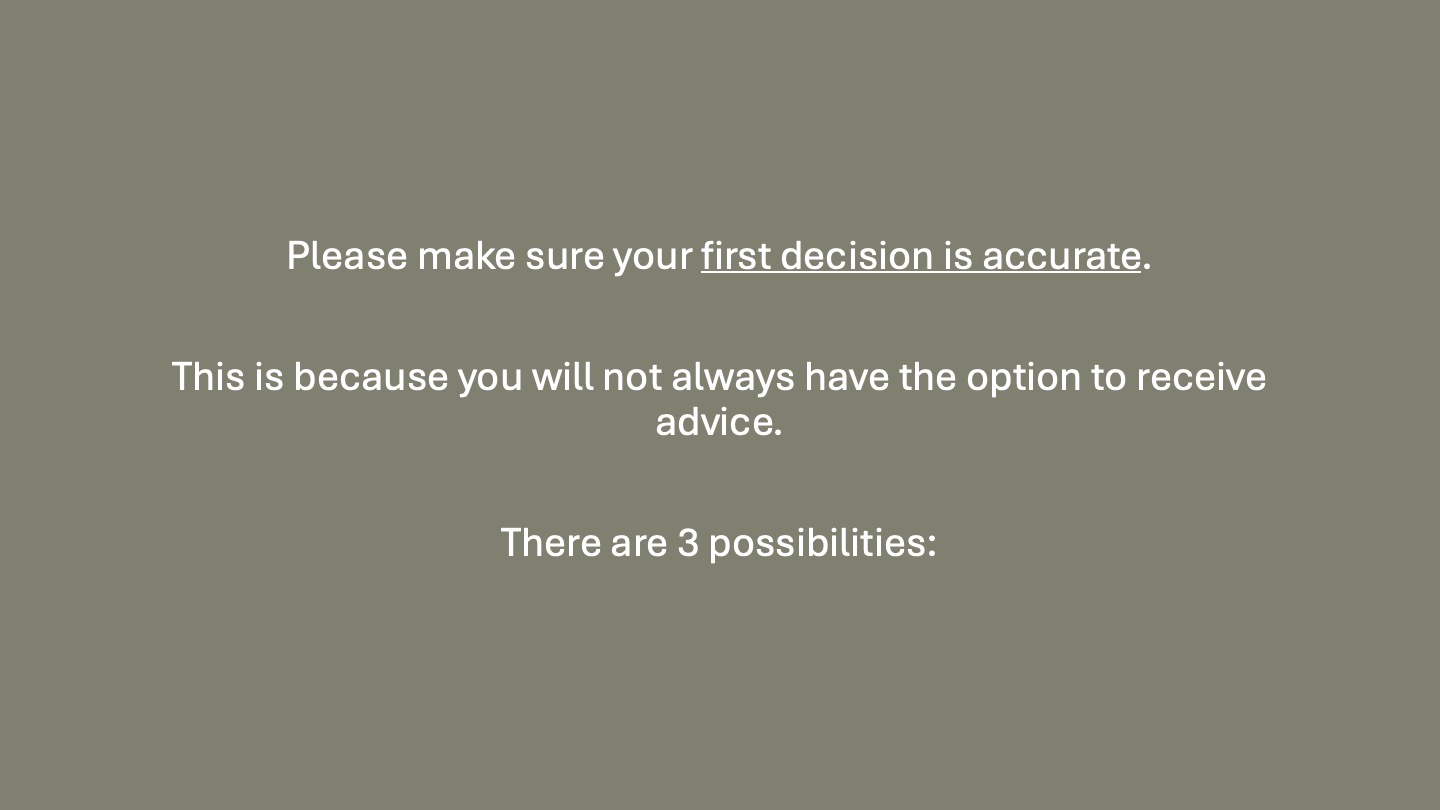 Please make sure your first decision is accurate.
This is because you will not always have the option to receive
advice.
There are 3 possibilities: